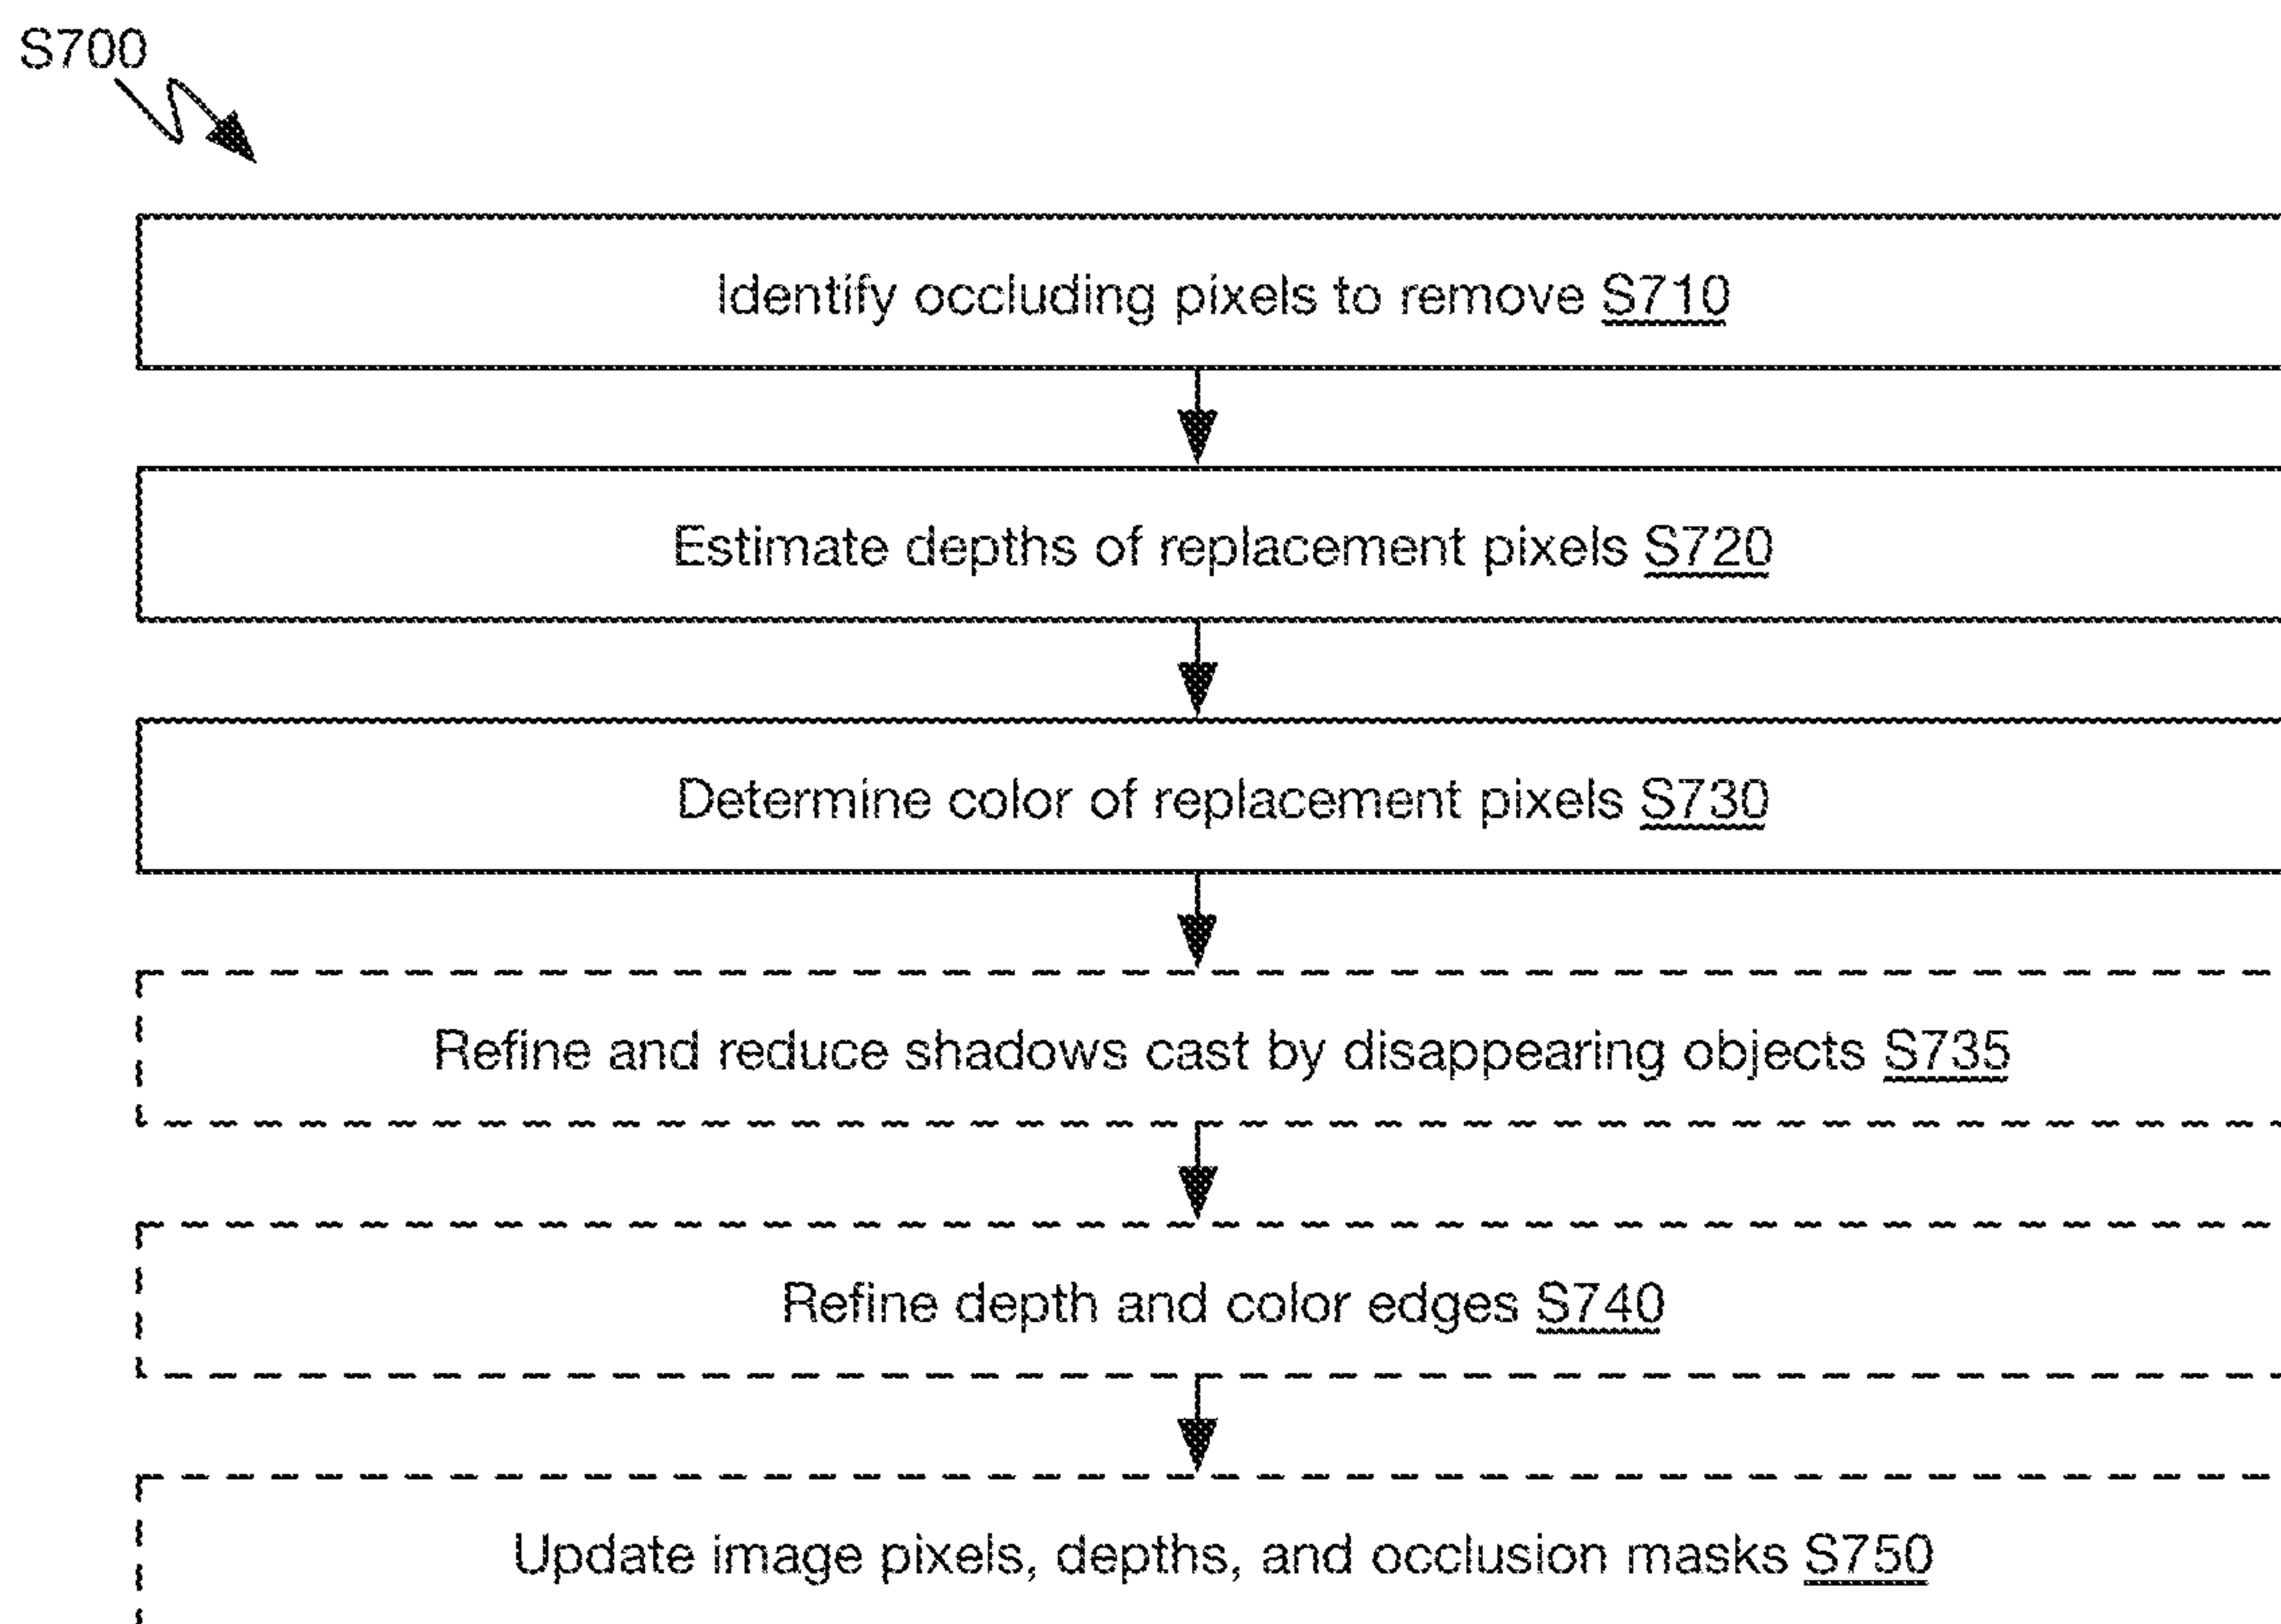 S700
Identify occluding pixels to remove S710
Estimate depths of replacement pixels S720
Determine color of replacement pixels S730
Refine and reduce shadows cast by disappearing objects S735
Refine depth and color edges S740
Update image pixels, depths, and occlusion masks S750